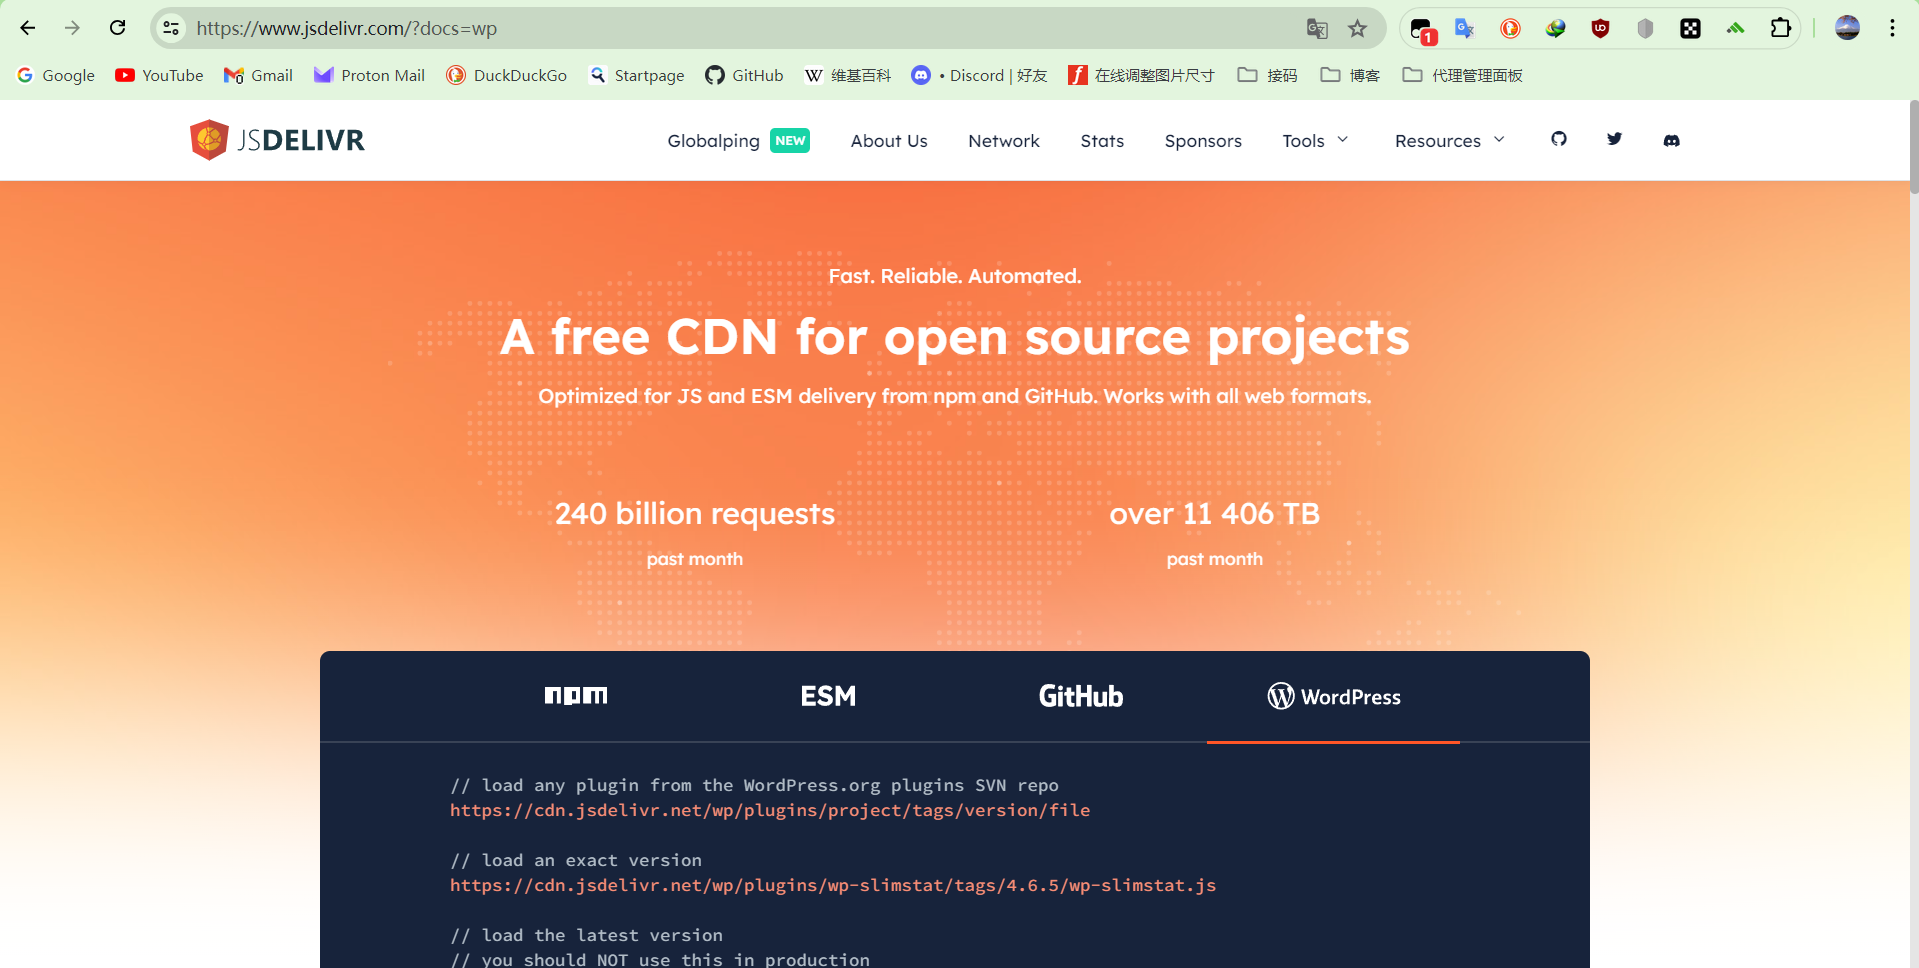 https://www.jsdelivr.com/?docs=wp
1
Google YouTube Gmail Proton Mail DuckDuckGo Startpage GitHub 维基百科 • Discord | 好友 在线调整图片尺寸 接码 博客 代理管理面板
JSDELIVR Globalping NEW About Us Network Stats Sponsors Tools Resources
Fast. Reliable. Automated.
A free CDN for open source projects
Optimized for JS and ESM delivery from npm and GitHub. Works with all web formats.
240 billion requests over 11 406 TB
past month past month
npm ESM GitHub WordPress
// load any plugin from the WordPress.org plugins SVN repo
https://cdn.jsdelivr.net/wp/plugins/project/tags/version/file
// load an exact version
https://cdn.jsdelivr.net/wp/plugins/wp-slimstat/tags/4.6.5/wp-slimstat.js
// load the latest version
// you should NOT use this in production